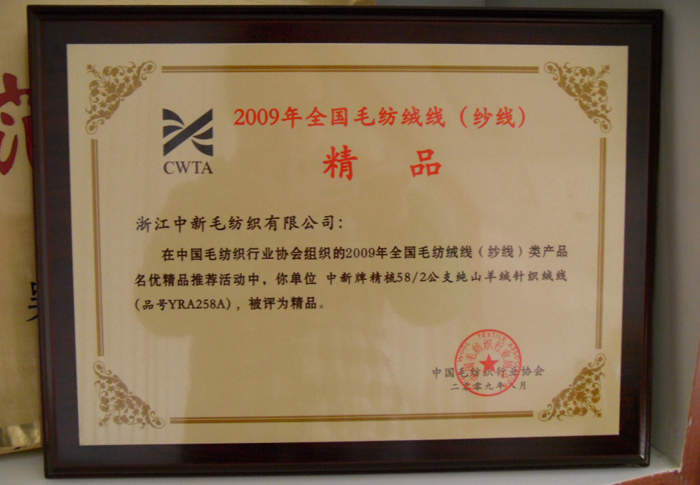 2009年全国毛纺绒线（纱线）
精 品
CWTA
浙江中新毛纺织有限公司：
在中国毛纺织行业协会组织的2009年全国毛纺绒线（纱线）类产品
名优精品推荐活动中，你单位 中新牌精梳58/2公支纯山羊绒针织绒线
(品号YRA258A)，被评为精品。
中国毛纺织行业协会
二〇〇九年 月